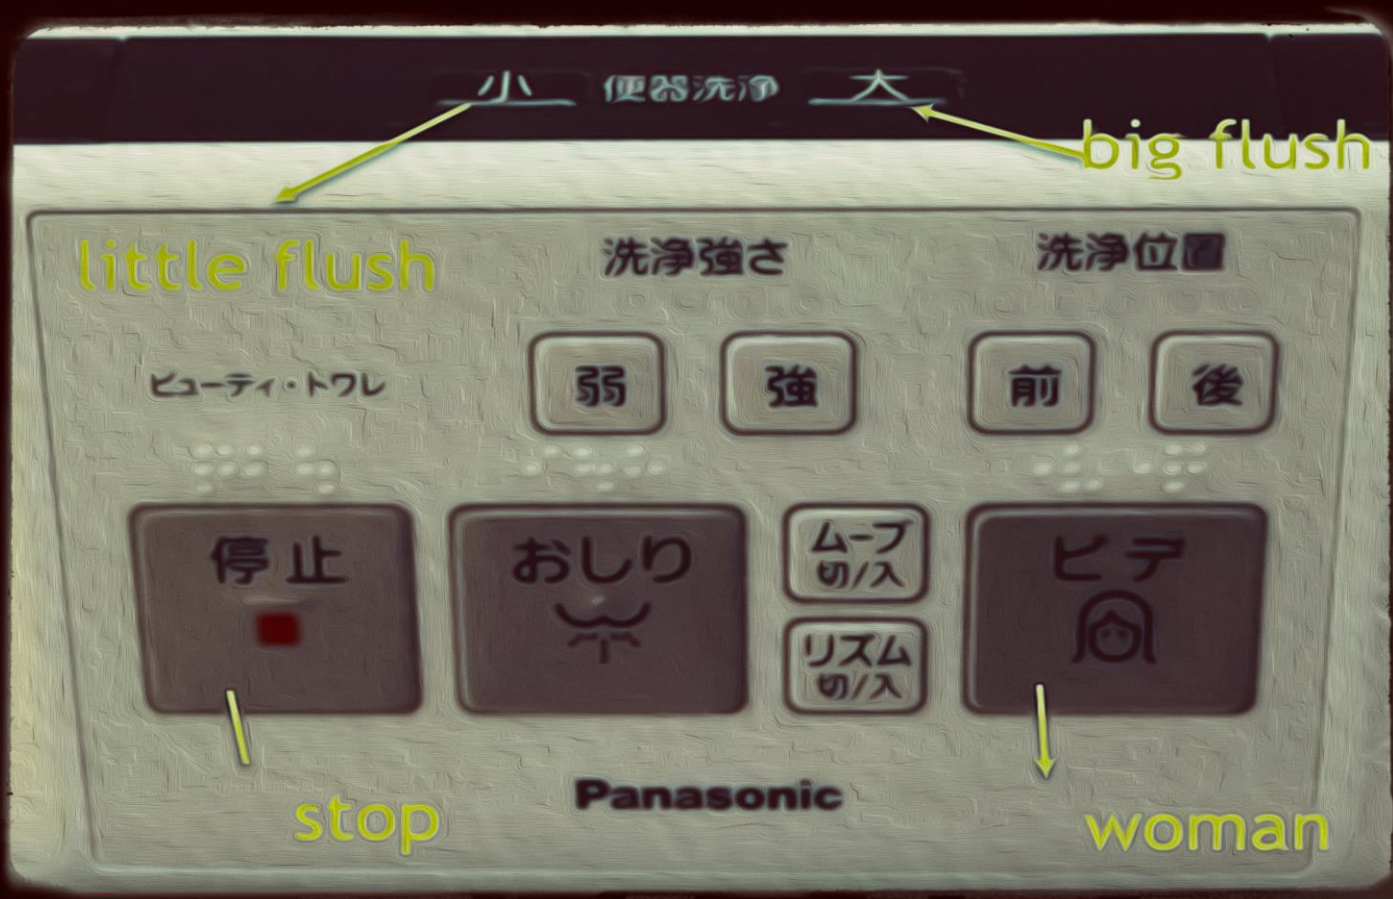 小 便器洗浄 大
big flush
little flush
洗浄強さ
洗浄位置
ビューティ・トワレ
弱
強
前
後
停止
おしり
ムーブ
切/入
リズム
切/入
ビデ
Panasonic
stop
woman